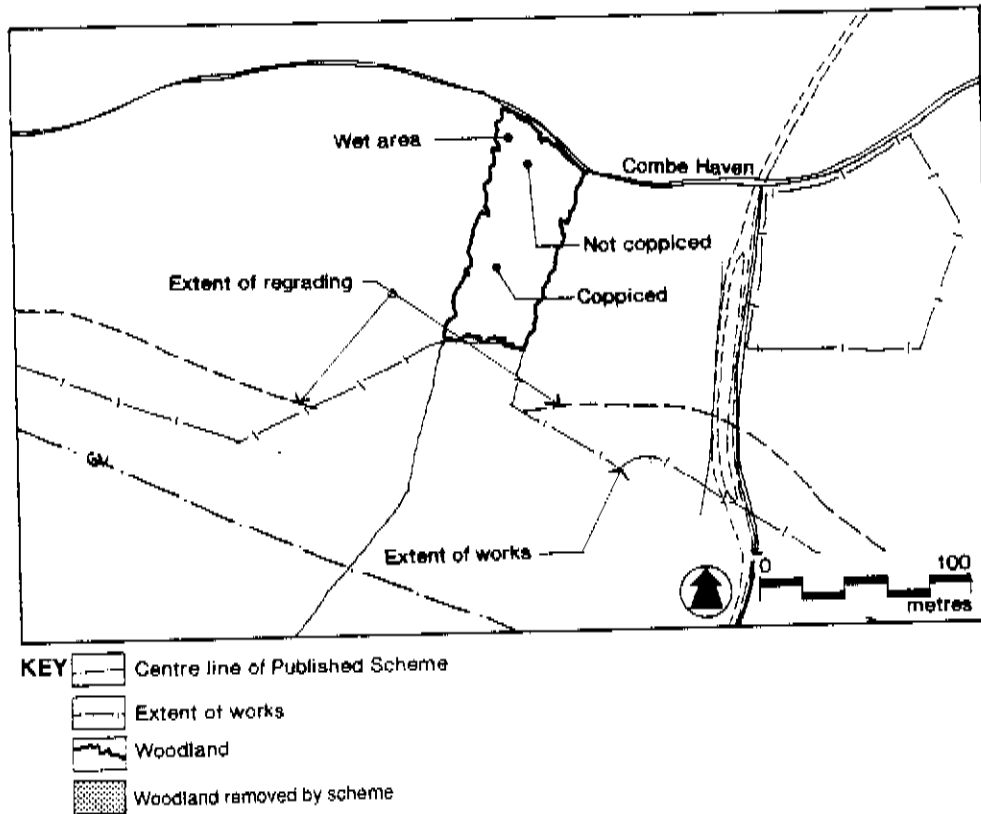 Wet area
Combe Haven
Not coppiced
Extent of regrading
Coppiced
Extent of works
0 100
metres
KEY
Centre line of Published Scheme
Extent of works
Woodland
Woodland removed by scheme